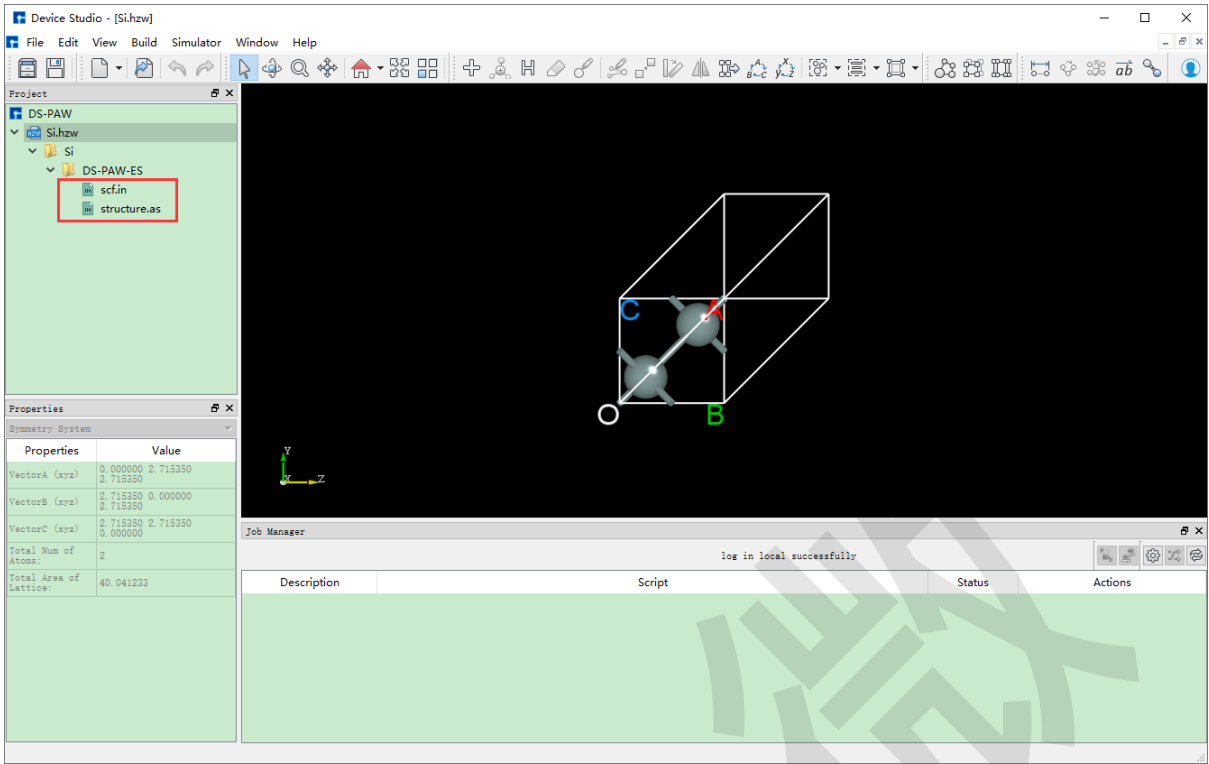 Device Studio - [Si.hzw]
File Edit View Build Simulator Window Help
Project
DS-PAW
Si.hzw
Si
DS-PAW-ES
scf.in
structure.as
C A
O B
Y
X Z
Properties
Symmetry System
Properties Value
VectorA (xyz) 0.000000 2.715350
2.715350
VectorB (xyz) 2.715350 0.000000
2.715350
VectorC (xyz) 2.715350 2.715350
0.000000
Total Num of
Atoms: 2
Total Area of
Lattice: 40.041233
Job Manager
log in local successfully
Description Script Status Actions